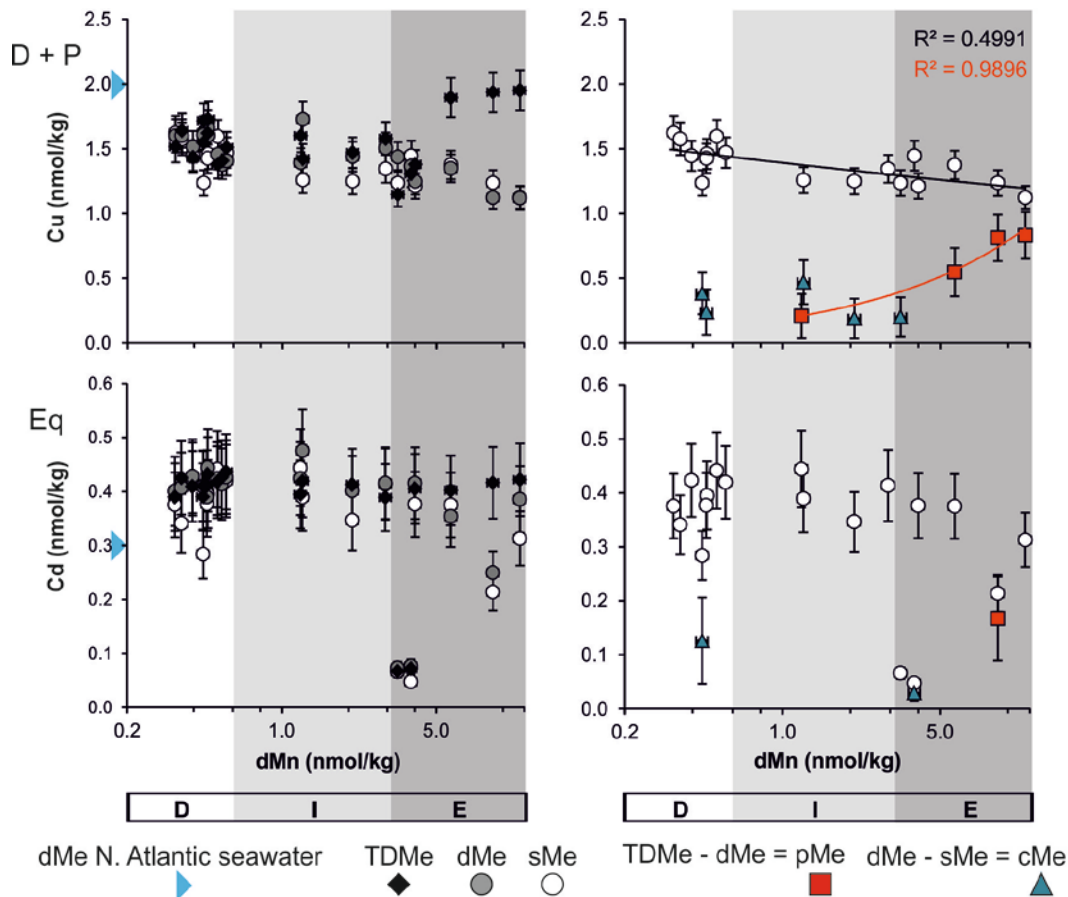 D + P
Cu (nmol/kg)
2.5
2.0
1.5
1.0
0.5
0.0
R² = 0.4991
R² = 0.9896
2.5
2.0
1.5
1.0
0.5
0.0
Eq
Cd (nmol/kg)
0.6
0.5
0.4
0.3
0.2
0.1
0.0
0.2 1.0 5.0
dMn (nmol/kg)
0.6
0.5
0.4
0.3
0.2
0.1
0.0
0.2 1.0 5.0
dMn (nmol/kg)
D I E
D I E
dMe N. Atlantic seawater TDMe dMe sMe TDMe - dMe = pMe dMe - sMe = cMe